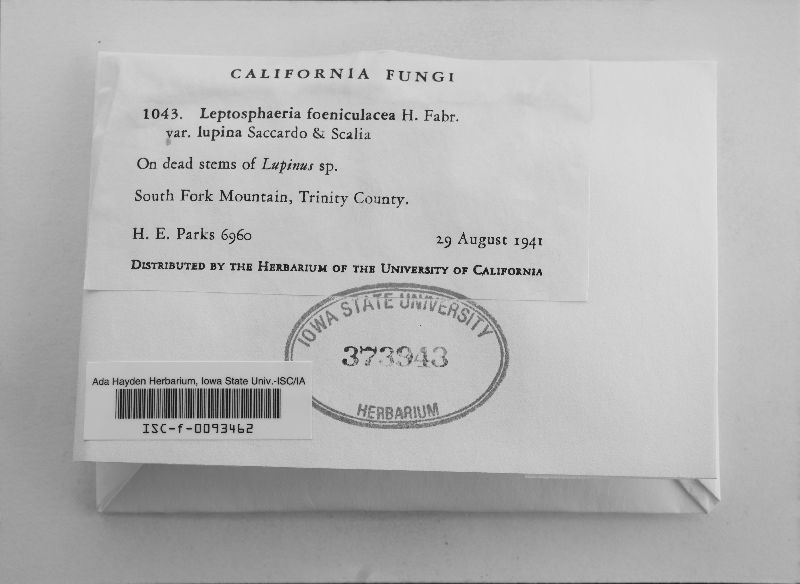 CALIFORNIA FUNGI
1043. Leptosphaeria foeniculacea H. Fabr.
var. lupina Saccardo & Scalia
On dead stems of Lupinus sp.
South Fork Mountain, Trinity County.
H. E. Parks 6960 29 August 1941
DISTRIBUTED BY THE HERBARIUM OF THE UNIVERSITY OF CALIFORNIA
IOWA STATE UNIVERSITY
373943
HERBARIUM
Ada Hayden Herbarium, Iowa State Univ.-ISC/IA
ISC-f-0093462